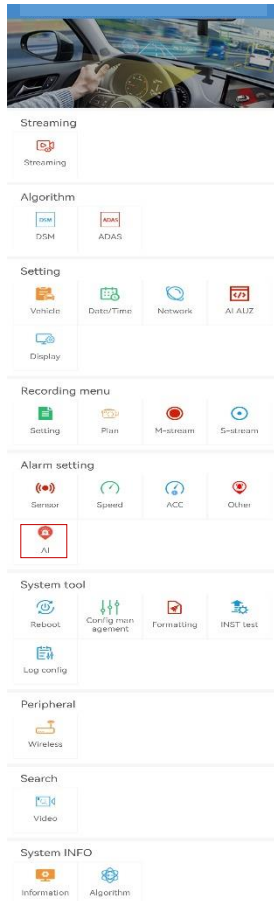 Streaming
Streaming
Algorithm
DSM ADAS
DSM ADAS
Setting
Vehicle Date/Time Network AI AUZ
Display
Recording menu
Setting Plan M-stream S-stream
Alarm setting
Sensor Speed ACC Other
AI
System tool
Reboot Config man Formatting INST test
agement
Log config
Peripheral
Wireless
Search
Video
System INFO
Information Algorithm